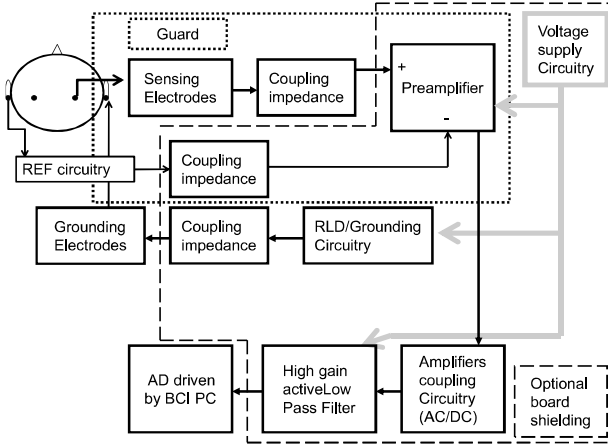 Guard
Voltage
supply
Circuitry
Sensing
Electrodes
Coupling
impedance
+
Preamplifier
-
REF circuitry
Coupling
impedance
Grounding
Electrodes
Coupling
impedance
RLD/Grounding
Circuitry
AD driven
by BCI PC
High gain
activeLow
Pass Filter
Amplifiers
coupling
Circuitry
(AC/DC)
Optional
board
shielding